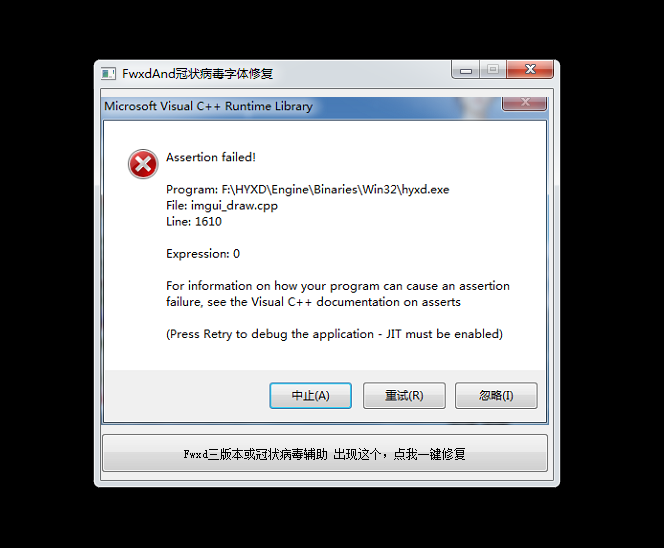 FwxdAnd冠状病毒字体修复
Microsoft Visual C++ Runtime Library
Assertion failed!
Program: F:\HYXD\Engine\Binaries\Win32\hyxd.exe
File: imgui_draw.cpp
Line: 1610
Expression: 0
For information on how your program can cause an assertion
failure, see the Visual C++ documentation on asserts
(Press Retry to debug the application - JIT must be enabled)
中止(A) 重试(R) 忽略(I)
Fwxd三版本或冠状病毒辅助 出现这个，点我一键修复